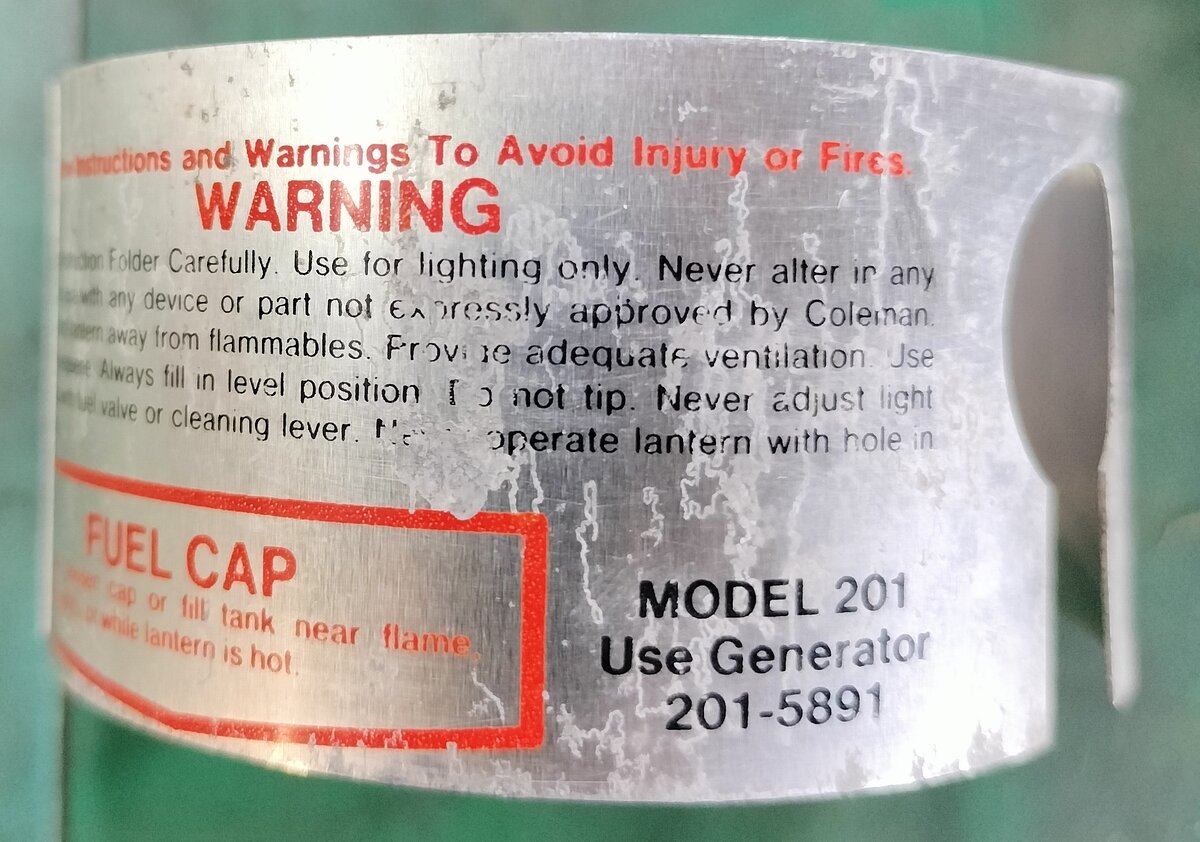 Instructions and Warnings To Avoid Injury or Fires.
WARNING
Folder Carefully. Use for lighting only. Never alter in any
with any device or part not expressly approved by Coleman.
away from flammables. Provide adequate ventilation. Use
Always fill in level position. Do not tip. Never adjust light
fuel valve or cleaning lever. operate lantern with hole in
FUEL CAP
cap or fill tank near flame,
or while lantern is hot.
MODEL 201
Use Generator
201-5891